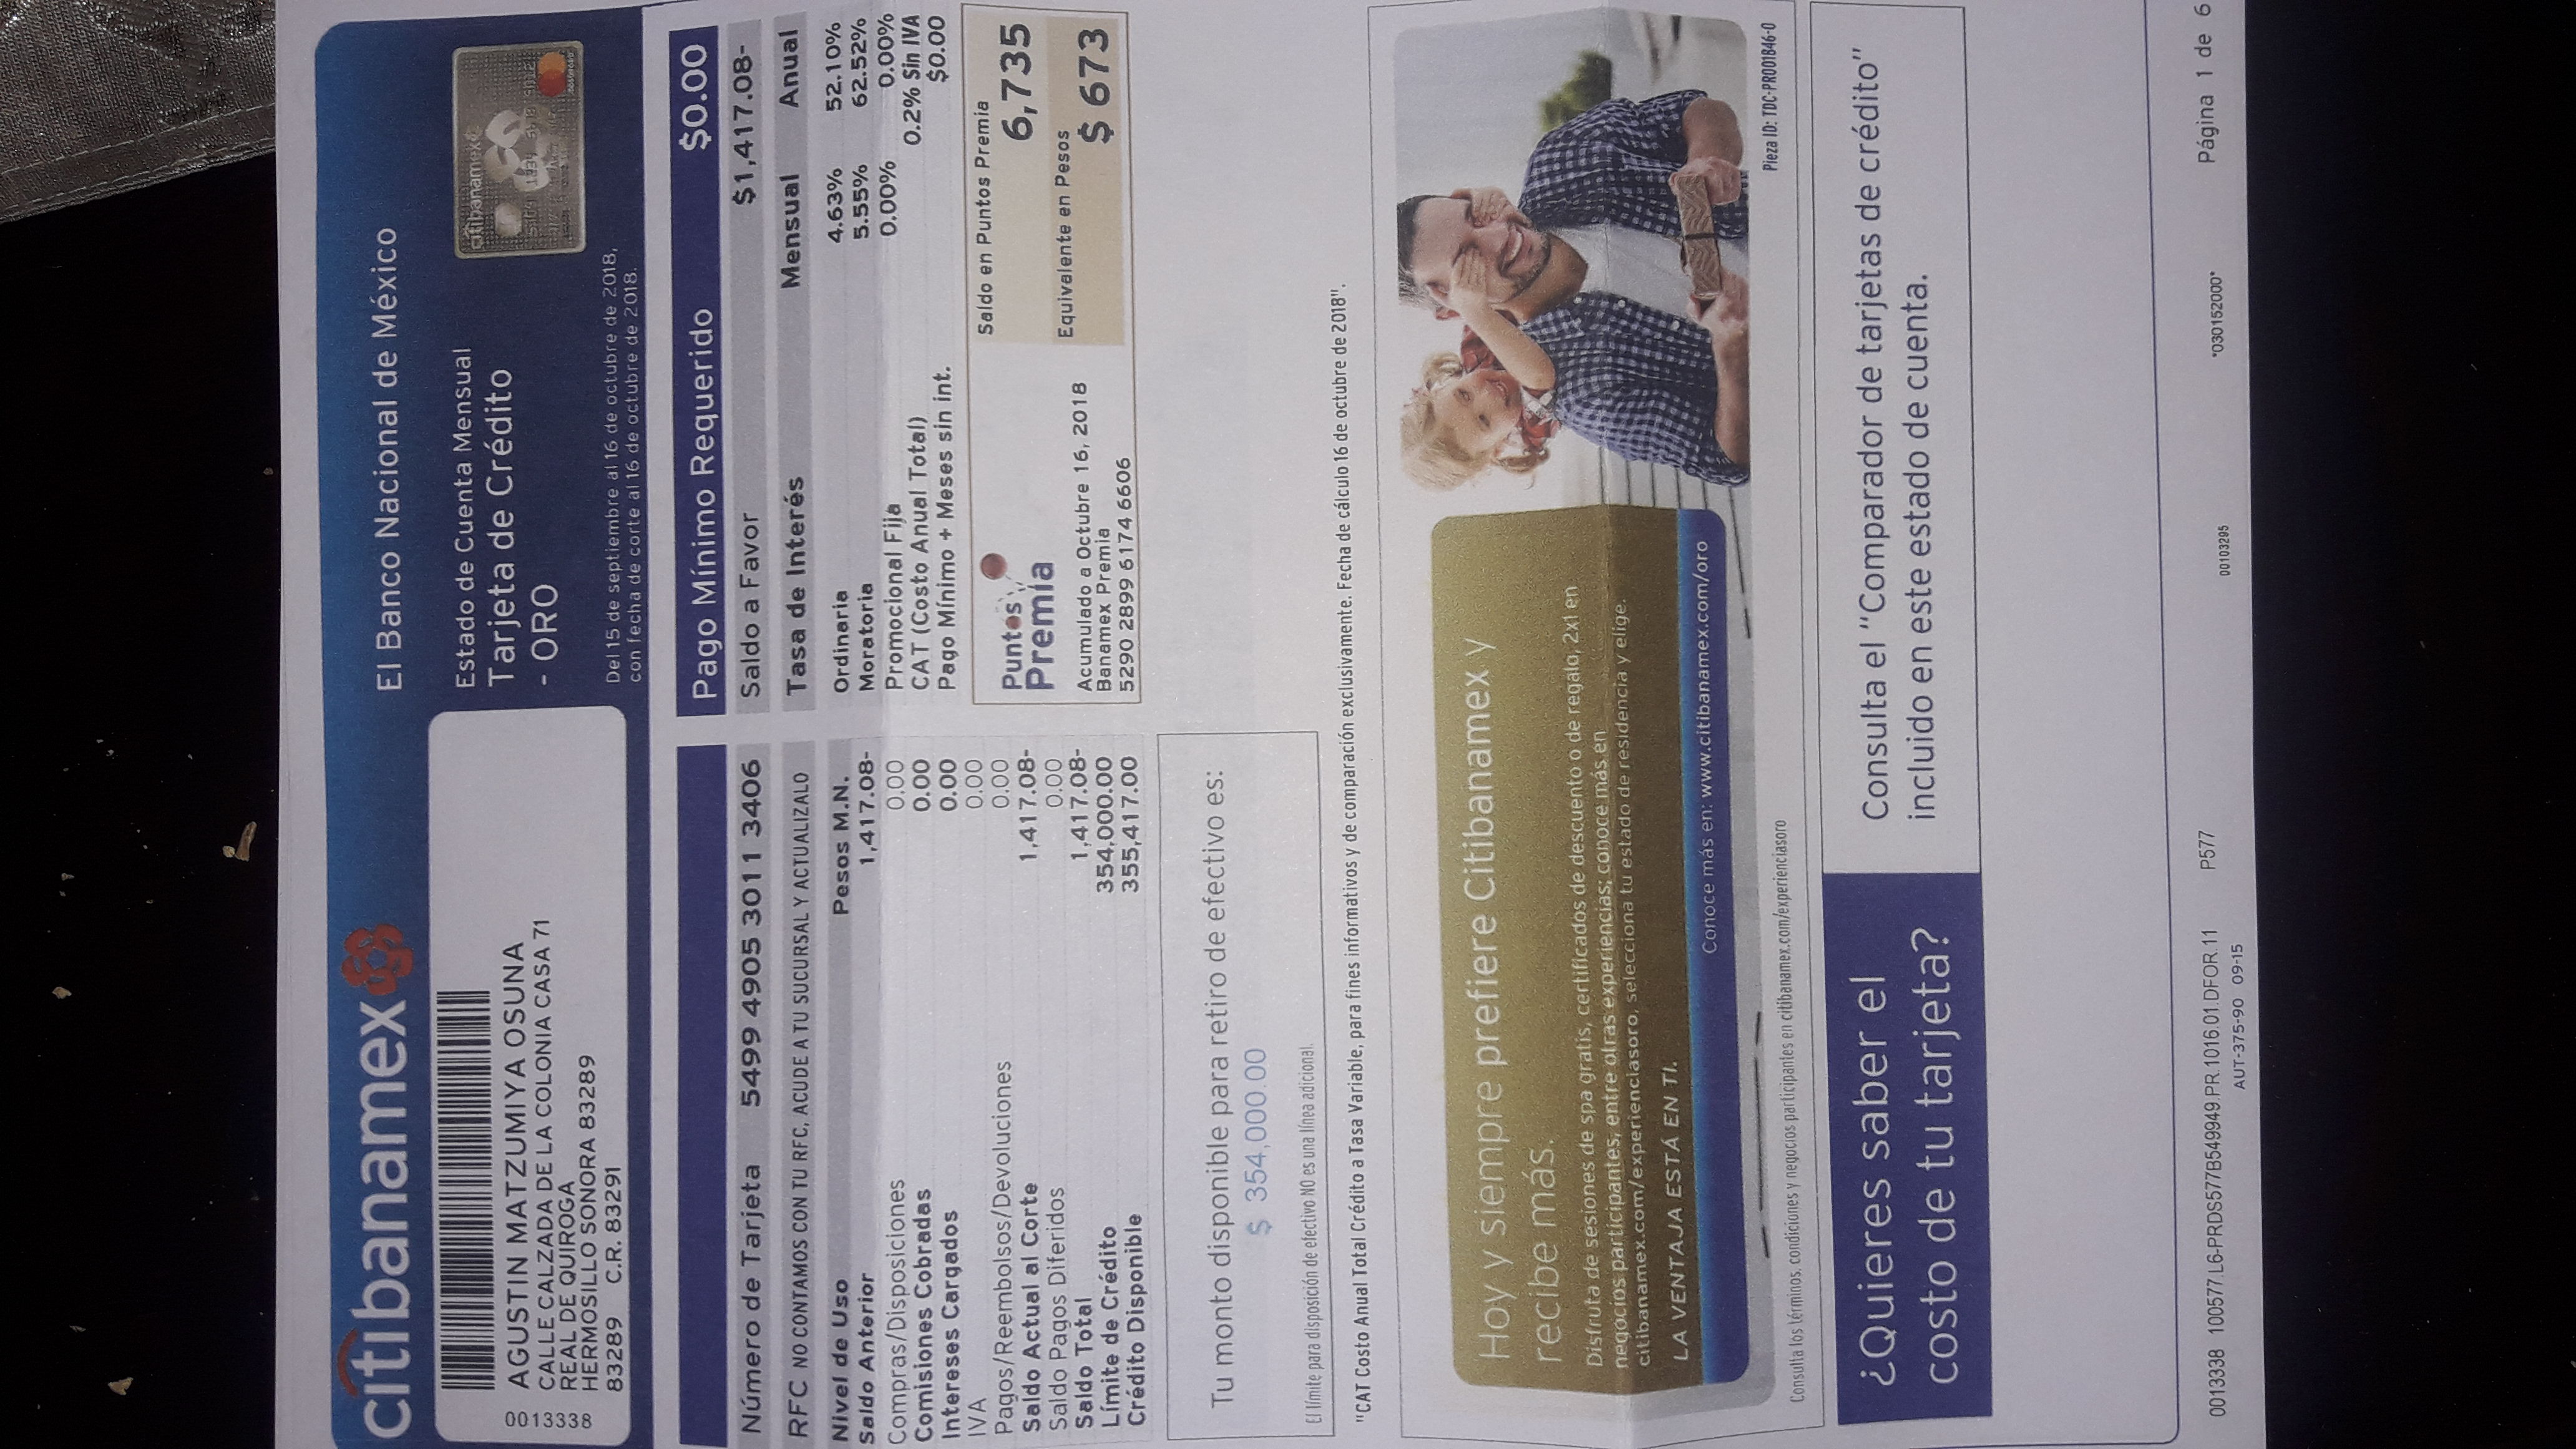 citibanamex
El Banco Nacional de México
Estado de Cuenta Mensual
Tarjeta de Crédito
- ORO
citibanamex
Del 15 de septiembre al 16 de octubre de 2018,
con fecha de corte al 16 de octubre de 2018.
0013338
AGUSTIN MATZUMIYA OSUNA
CALLE CALZADA DE LA COLONIA CASA 71
REAL DE QUIROGA
HERMOSILLO SONORA 83289
83289 C.R. 83291
Número de Tarjeta 5499 4905 3011 3406
RFC NO CONTAMOS CON TU RFC, ACUDE A TU SUCURSAL Y ACTUALIZALO
Nivel de Uso Pesos M.N.
Saldo Anterior 1,417.08-
Compras/Disposiciones 0.00
Comisiones Cobradas 0.00
Intereses Cargados 0.00
IVA 0.00
Pagos/Reembolsos/Devoluciones 0.00
Saldo Actual al Corte 1,417.08-
Saldo Pagos Diferidos 0.00
Saldo Total 1,417.08-
Límite de Crédito 354,000.00
Crédito Disponible 355,417.00
Pago Mínimo Requerido $0.00
Saldo a Favor $1,417.08-
Tasa de Interés Mensual Anual
Ordinaria 4.63% 52.10%
Moratoria 5.55% 62.52%
Promocional Fija 0.00% 0.00%
CAT (Costo Anual Total) 0.2% Sin IVA
Pago Mínimo + Meses sin int. $0.00
Puntos
Premia
Acumulado a Octubre 16, 2018
Banamex Premia
5290 2899 6174 6606
Saldo en Puntos Premia
6,735
Equivalente en Pesos
$ 673
Tu monto disponible para retiro de efectivo es:
$ 354,000.00
El límite para disposición de efectivo NO es una línea adicional.
"CAT Costo Anual Total Crédito a Tasa Variable, para fines informativos y de comparación exclusivamente. Fecha de cálculo 16 de octubre de 2018".
Hoy y siempre prefiere Citibanamex y
recibe más.
Disfruta de sesiones de spa gratis, certificados de descuento o de regalo, 2x1 en
negocios participantes, entre otras experiencias; conoce más en
citibanamex.com/experienciasoro, selecciona tu estado de residencia y elige.
LA VENTAJA ESTÁ EN TI.
Conoce más en: www.citibanamex.com/oro
Pieza ID: TDC-PR001846-0
Consulta los términos, condiciones y negocios participantes en citibanamex.com/experienciasoro
¿Quieres saber el
costo de tu tarjeta?
Consulta el "Comparador de tarjetas de crédito"
incluido en este estado de cuenta.
0013338 100577.L6-PRDS577B549949.PR.1016.01.DFOR.11 P577
AUT-375-90 09-15
00103295
*030152000*
Página 1 de 6